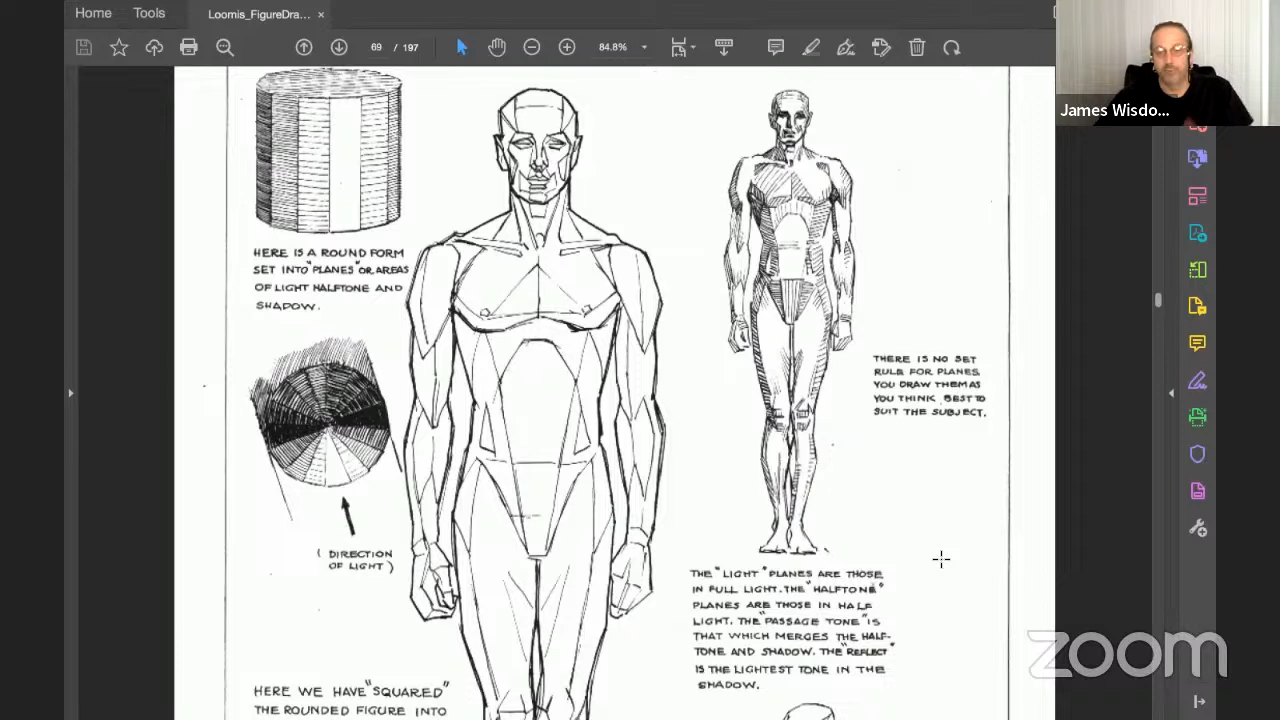 Home
Tools
Loomis_FigureDra...
×
69 / 197
84.8%
James Wisdo...
HERE IS A ROUND FORM
SET INTO "PLANES" OR AREAS
OF LIGHT HALFTONE AND
SHADOW.
( DIRECTION
OF LIGHT )
THERE IS NO SET
RULE FOR PLANES
YOU DRAW THEM AS
YOU THINK BEST TO
SUIT THE SUBJECT.
THE "LIGHT" PLANES ARE THOSE
IN FULL LIGHT. THE "HALFTONE"
PLANES ARE THOSE IN HALF
LIGHT. THE "PASSAGE TONE" IS
THAT WHICH MERGES THE HALF-
TONE AND SHADOW. THE "REFLECT"
IS THE LIGHTEST TONE IN THE
SHADOW.
HERE WE HAVE "SQUARED"
THE ROUNDED FIGURE INTO
zoom